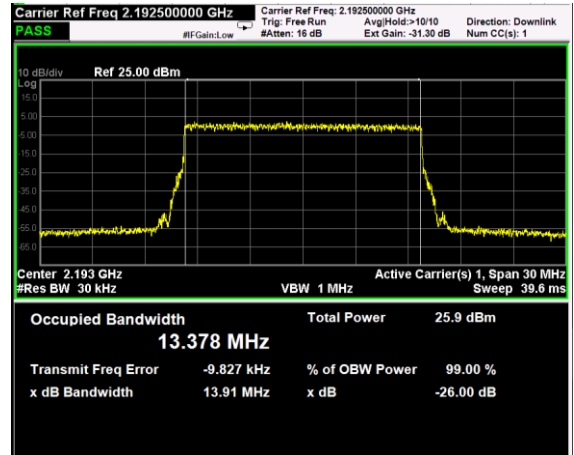 Carrier Ref Freq 2.192500000 GHz
Carrier Ref Freq: 2.192500000 GHz
PASS
#IFGain:Low
Trig: Free Run
#Atten: 16 dB
Avg|Hold:>10/10
Ext Gain: -31.30 dB
Direction: Downlink
Num CC(s): 1
10 dB/div
Ref 25.00 dBm
Log
15.0
5.00
-5.00
-15.0
-25.0
-35.0
-45.0
-55.0
-65.0
Center 2.193 GHz
Active Carrier(s) 1, Span 30 MHz
#Res BW 30 kHz
VBW 1 MHz
Sweep 39.6 ms
Occupied Bandwidth
13.378 MHz
Total Power 25.9 dBm
Transmit Freq Error -9.827 kHz
% of OBW Power 99.00 %
x dB Bandwidth 13.91 MHz
x dB -26.00 dB